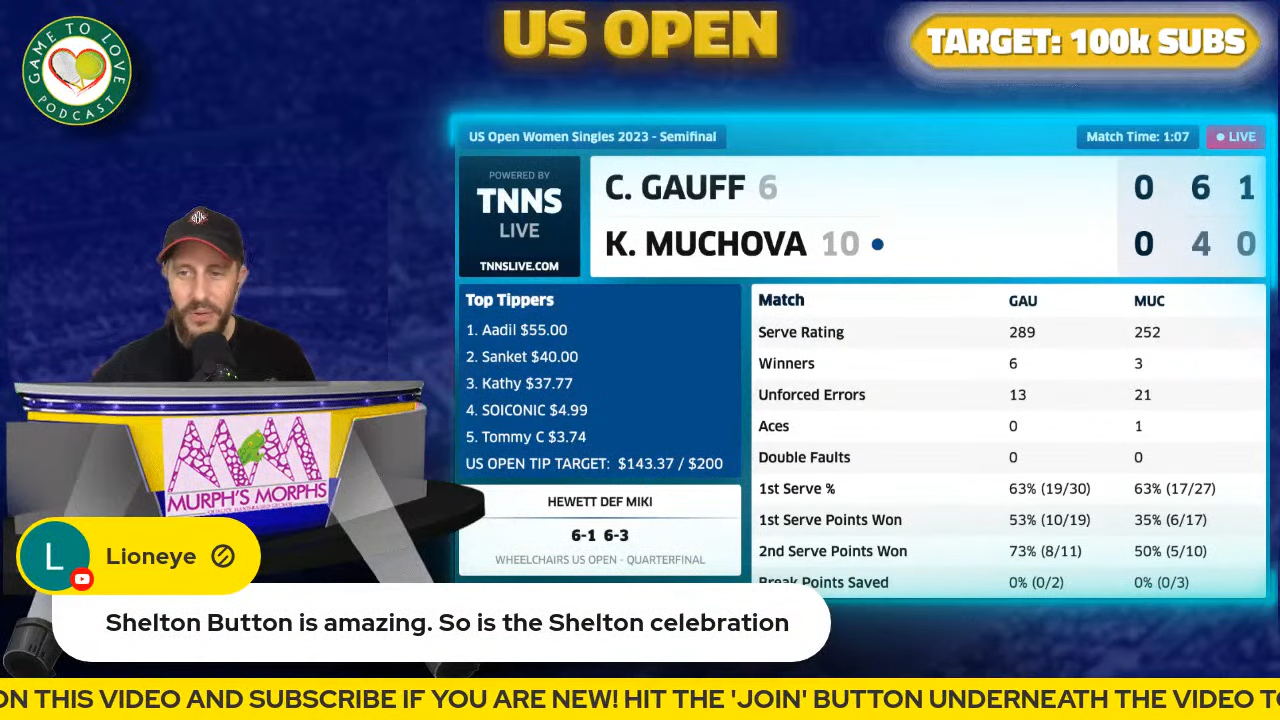 GAME TO LOVE
PODCAST
US OPEN
TARGET: 100k SUBS
US Open Women Singles 2023 - Semifinal
Match Time: 1:07
LIVE
POWERED BY
TNNS
LIVE
TNNSLIVE.COM
C. GAUFF 6 0 6 1
K. MUCHOVA 10 0 4 0
Top Tippers
1. Aadil $55.00
2. Sanket $40.00
3. Kathy $37.77
4. SOICONIC $4.99
5. Tommy C $3.74
US OPEN TIP TARGET: $143.37 / $200
HEWETT DEF MIKI
6-1 6-3
WHEELCHAIRS US OPEN - QUARTERFINAL
Match GAU MUC
Serve Rating 289 252
Winners 6 3
Unforced Errors 13 21
Aces 0 1
Double Faults 0 0
1st Serve % 63% (19/30) 63% (17/27)
1st Serve Points Won 53% (10/19) 35% (6/17)
2nd Serve Points Won 73% (8/11) 50% (5/10)
Break Points Saved 0% (0/2) 0% (0/3)
MM
MURPH'S MORPHS
L
Lioneye
Shelton Button is amazing. So is the Shelton celebration
ON THIS VIDEO AND SUBSCRIBE IF YOU ARE NEW! HIT THE 'JOIN' BUTTON UNDERNEATH THE VIDEO TO